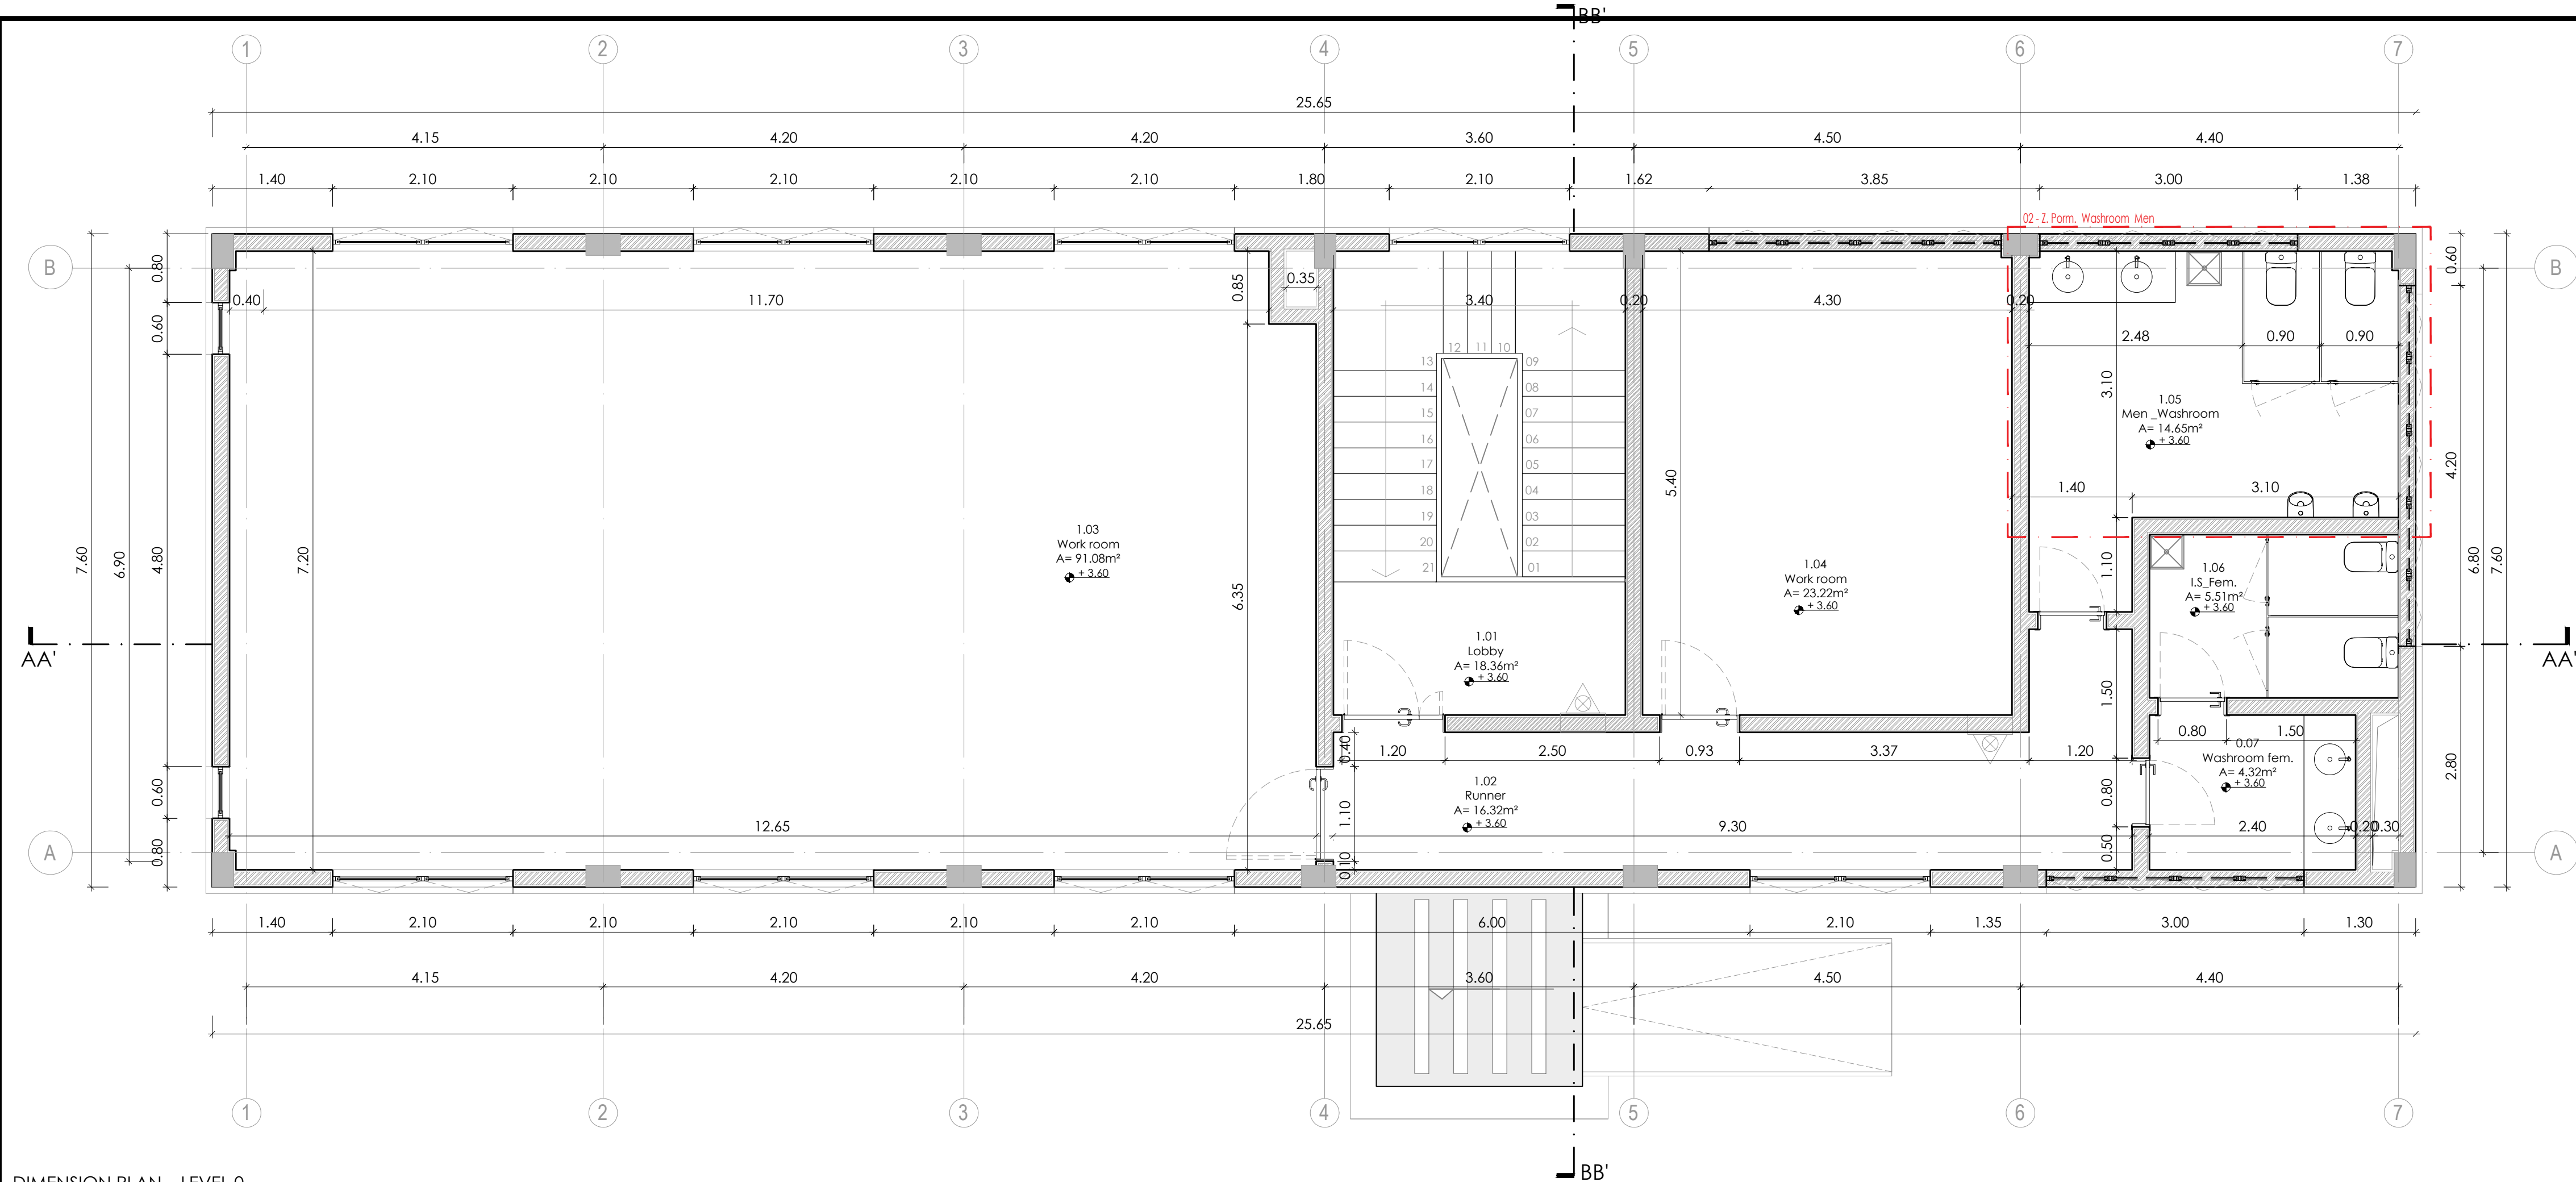 BB'
1 2 3 4 5 6 7
25.65
4.15 4.20 4.20 3.60 4.50 4.40
1.40 2.10 2.10 2.10 2.10 2.10 1.80 2.10 1.62 3.85 3.00 1.38
02 - Z. Porm. Washroom Men
B
B
7.60
6.90
0.80
0.60
4.80
0.60
0.80
0.40
11.70
7.20
0.85
0.35
3.40
0.20
4.30
0.20
12 11 10
13 09
14 08
15 07
16 06
17 05
18 04
19 03
20 02
21 01
5.40
6.35
2.48
0.90
0.90
3.10
1.05
Men _Washroom
A= 14.65m²
+ 3.60
1.40
3.10
0.60
4.20
2.80
6.80
7.60
1.03
Work room
A= 91.08m²
+ 3.60
1.04
Work room
A= 23.22m²
+ 3.60
1.10
1.06
I.S_Fem.
A= 5.51m²
+ 3.60
1.01
Lobby
A= 18.36m²
+ 3.60
AA'
AA'
1.50
0.40
1.20
2.50
0.93
3.37
1.20
0.80
1.50
0.07
Washroom fem.
A= 4.32m²
+ 3.60
1.02
Runner
A= 16.32m²
+ 3.60
1.10
0.80
12.65
9.30
2.40
0.20
0.30
0.10
0.50
A
A
1.40 2.10 2.10 2.10 2.10 2.10 6.00 2.10 1.35 3.00 1.30
4.15 4.20 4.20 3.60 4.50 4.40
25.65
1 2 3 4 5 6 7
BB'
DIMENSION PLAN - LEVEL 0